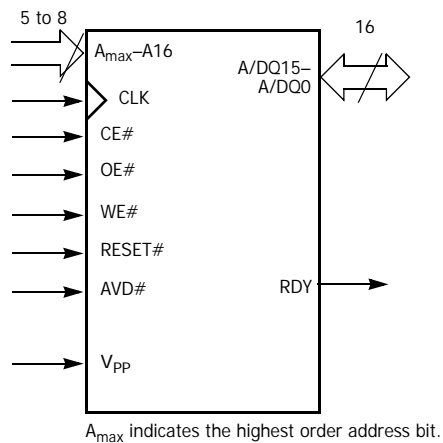 5 to 8
16
Amax–A16
A/DQ15–
A/DQ0
CLK
CE#
OE#
WE#
RESET#
AVD#
RDY
VPP
Amax indicates the highest order address bit.